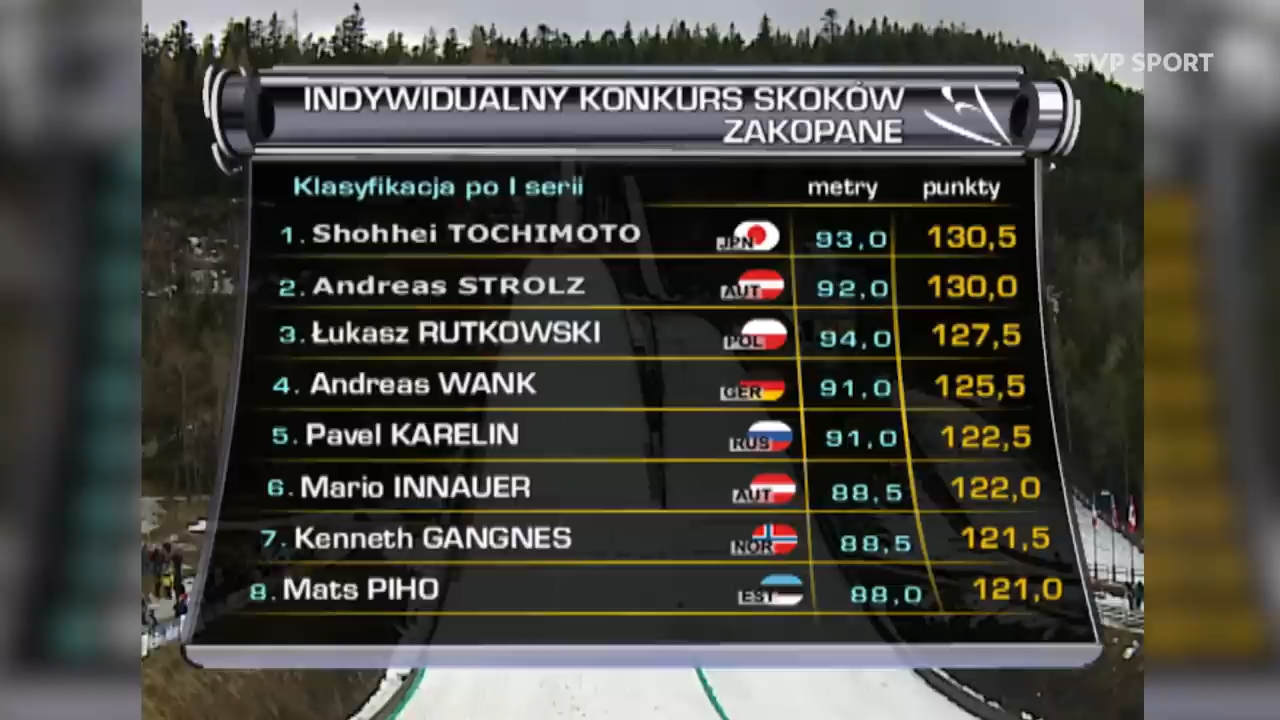 TVP SPORT
INDYWIDUALNY KONKURS SKOKÓW
ZAKOPANE
Klasyfikacja po I serii metry punkty
1. Shohhei TOCHIMOTO JPN 93,0 130,5
2. Andreas STROLZ AUT 92,0 130,0
3. Łukasz RUTKOWSKI POL 94,0 127,5
4. Andreas WANK GER 91,0 125,5
5. Pavel KARELIN RUS 91,0 122,5
6. Mario INNAUER AUT 88,5 122,0
7. Kenneth GANGNES NOR 88,5 121,5
8. Mats PIHO EST 88,0 121,0